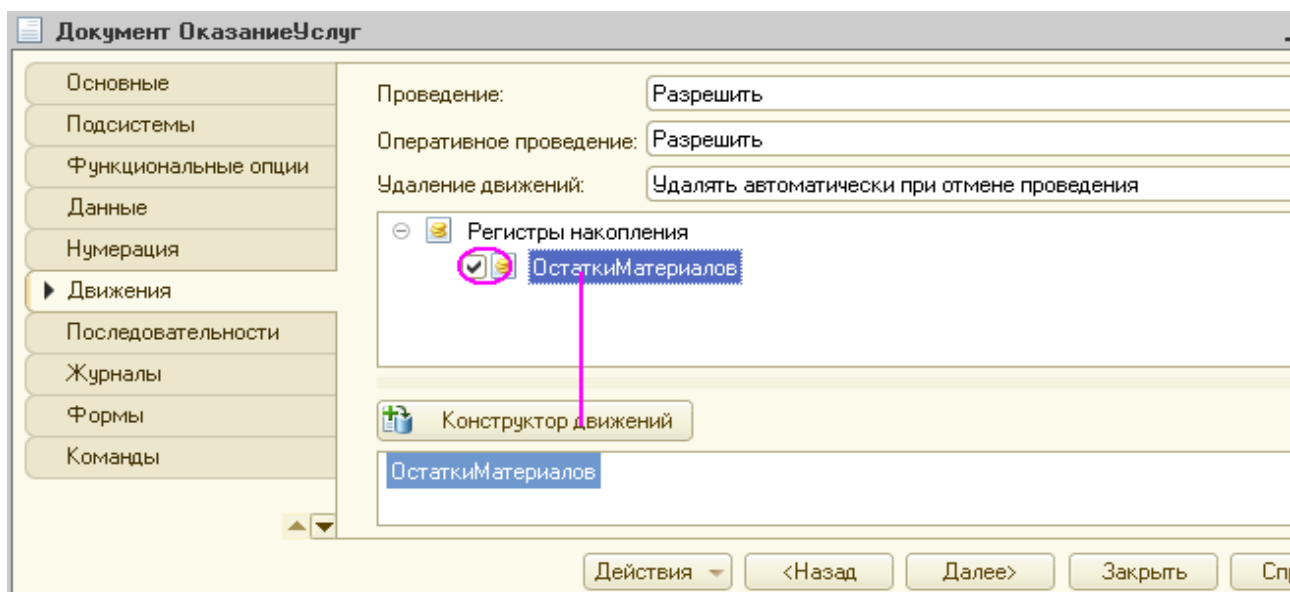 Документ ОказаниеУслуг
Основные
Подсистемы
Функциональные опции
Данные
Нумерация
Движения
Последовательности
Журналы
Формы
Команды
Проведение: Разрешить
Оперативное проведение: Разрешить
Удаление движений: Удалять автоматически при отмене проведения
Регистры накопления
ОстаткиМатериалов
Конструктор движений
ОстаткиМатериалов
Действия <Назад Далее> Закрыть